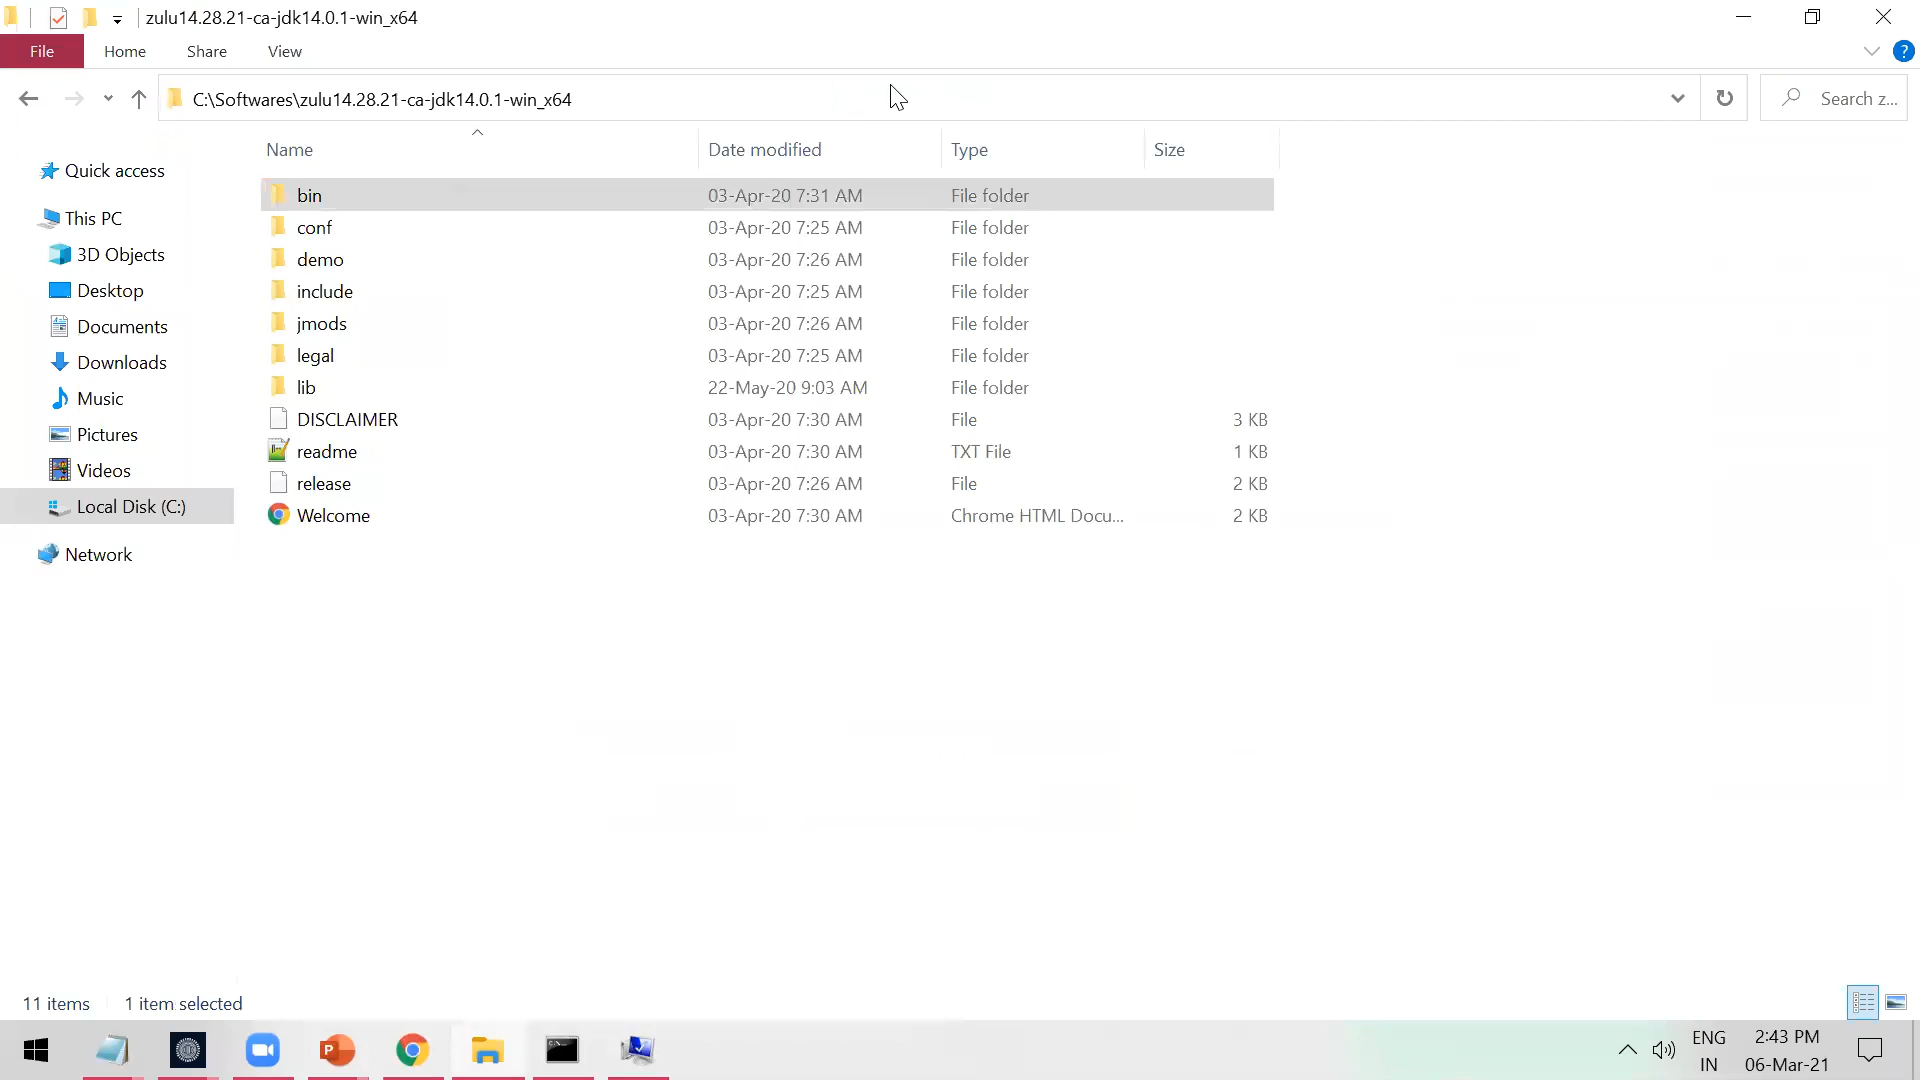 zulu14.28.21-ca-jdk14.0.1-win_x64
File Home Share View ?
C:\Softwares\zulu14.28.21-ca-jdk14.0.1-win_x64 Search z...
Name Date modified Type Size
Quick access
This PC
3D Objects
Desktop
Documents
Downloads
Music
Pictures
Videos
Local Disk (C:)
Network
bin 03-Apr-20 7:31 AM File folder
conf 03-Apr-20 7:25 AM File folder
demo 03-Apr-20 7:26 AM File folder
include 03-Apr-20 7:25 AM File folder
jmods 03-Apr-20 7:26 AM File folder
legal 03-Apr-20 7:25 AM File folder
lib 22-May-20 9:03 AM File folder
DISCLAIMER 03-Apr-20 7:30 AM File 3 KB
readme 03-Apr-20 7:30 AM TXT File 1 KB
release 03-Apr-20 7:26 AM File 2 KB
Welcome 03-Apr-20 7:30 AM Chrome HTML Docu... 2 KB
11 items 1 item selected
ENG 2:43 PM
IN 06-Mar-21